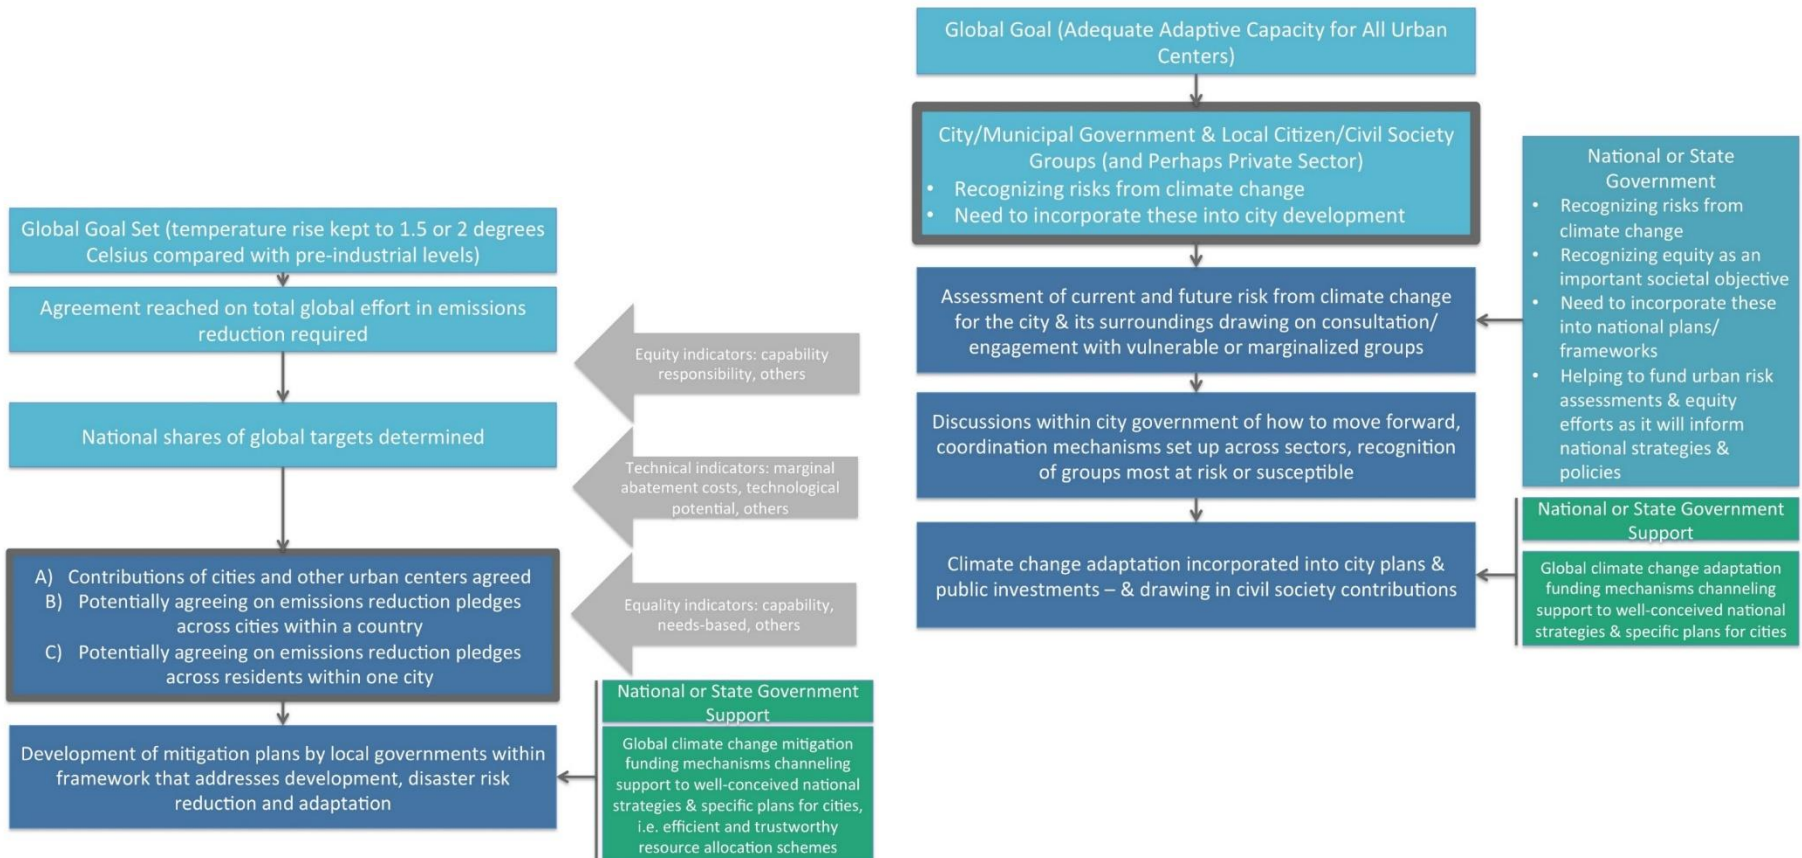 Global Goal Set (temperature rise kept to 1.5 or 2 degrees
Celsius compared with pre-industrial levels)
Agreement reached on total global effort in emissions
reduction required
National shares of global targets determined
A) Contributions of cities and other urban centers agreed
B) Potentially agreeing on emissions reduction pledges
across cities within a country
C) Potentially agreeing on emissions reduction pledges
across residents within one city
Development of mitigation plans by local governments within
framework that addresses development, disaster risk
reduction and adaptation
Equity indicators: capability
responsibility, others
Technical indicators: marginal
abatement costs, technological
potential, others
Equality indicators: capability,
needs-based, others
National or State Government
Support
Global climate change mitigation
funding mechanisms channeling
support to well-conceived national
strategies & specific plans for cities,
i.e. efficient and trustworthy
resource allocation schemes
Global Goal (Adequate Adaptive Capacity for All Urban
Centers)
City/Municipal Government & Local Citizen/Civil Society
Groups (and Perhaps Private Sector)
• Recognizing risks from climate change
• Need to incorporate these into city development
Assessment of current and future risk from climate change
for the city & its surroundings drawing on consultation/
engagement with vulnerable or marginalized groups
Discussions within city government of how to move forward,
coordination mechanisms set up across sectors, recognition
of groups most at risk or susceptible
Climate change adaptation incorporated into city plans &
public investments – & drawing in civil society contributions
National or State
Government
• Recognizing risks from
climate change
• Recognizing equity as an
important societal objective
• Need to incorporate these
into national plans/
frameworks
• Helping to fund urban risk
assessments & equity
efforts as it will inform
national strategies &
policies
National or State Government
Support
Global climate change adaptation
funding mechanisms channeling
support to well-conceived national
strategies & specific plans for cities